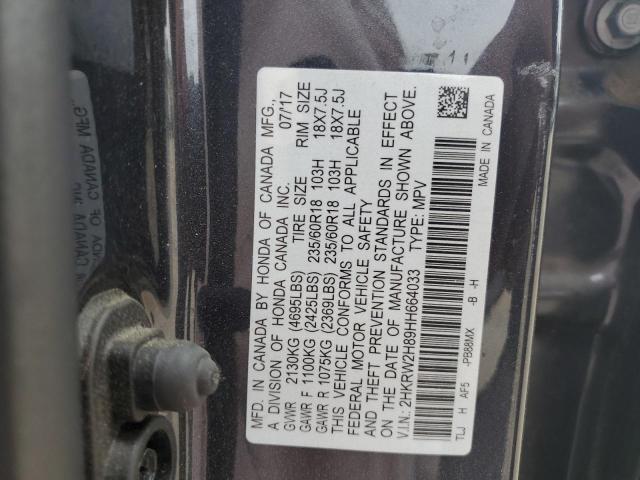 MFD. IN CANADA BY HONDA OF CANADA MFG.,
A DIVISION OF HONDA CANADA INC. 07/'17
GVWR 2130KG (4695LBS) TIRE SIZE RIM SIZE
GAWR F 1100KG (2425LBS) 235/60R18 103H 18X7.5J
GAWR R 1075KG (2369LBS) 235/60R18 103H 18X7.5J
THIS VEHICLE CONFORMS TO ALL APPLICABLE
FEDERAL MOTOR VEHICLE SAFETY
AND THEFT PREVENTION STANDARDS IN EFFECT
ON THE DATE OF MANUFACTURE SHOWN ABOVE.
V.I.N.: 2HKRW2H89HH664033 TYPE: MPV
TLJ H AF5 -PB88MX -B -H MADE IN CANADA